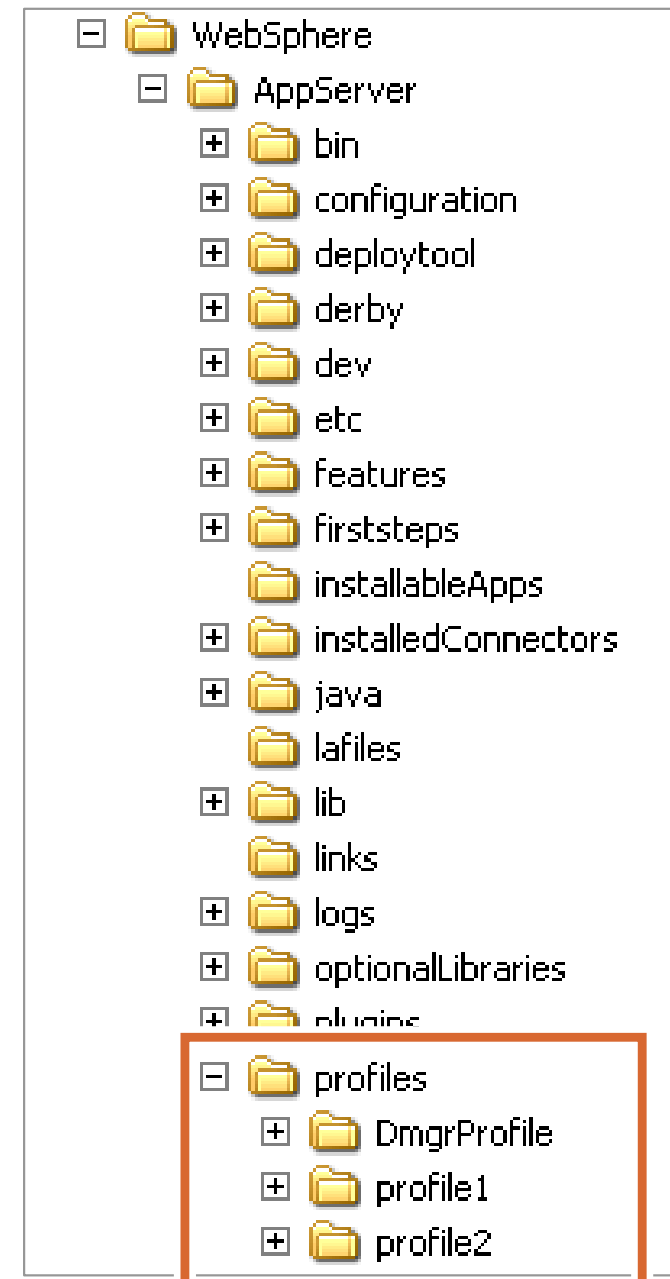 WebSphere
AppServer
bin
configuration
deploytool
derby
dev
etc
features
firststeps
installableApps
installedConnectors
java
lafiles
lib
links
logs
optionalLibraries
plugins
profiles
DmgrProfile
profile1
profile2